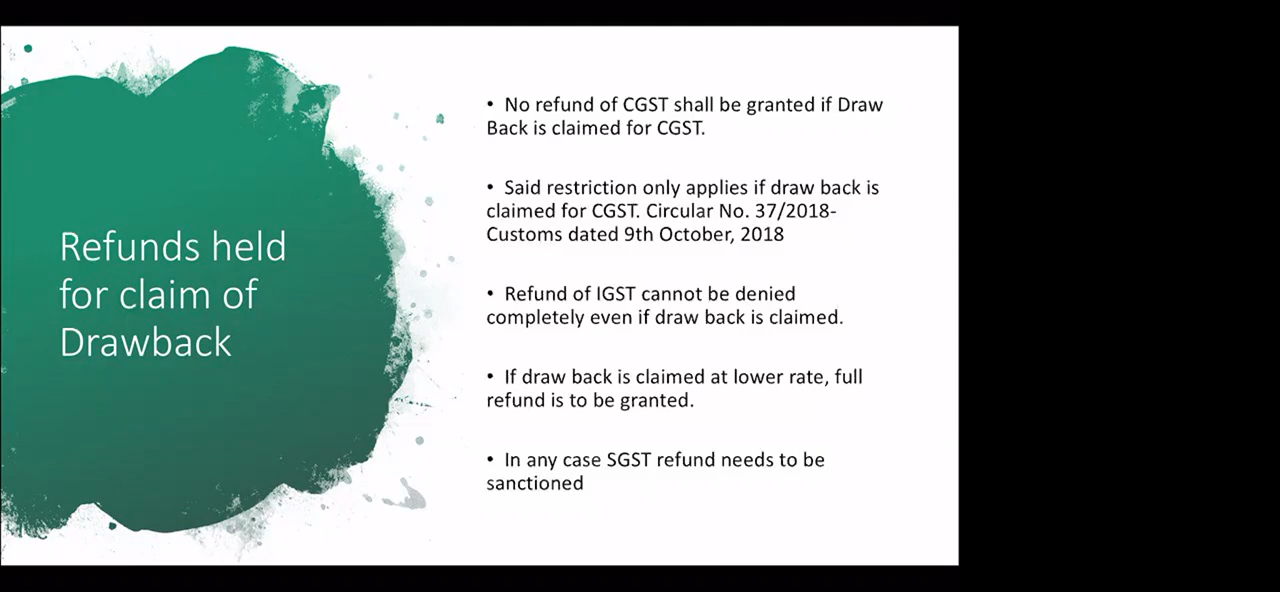 Refunds held
for claim of
Drawback
• No refund of CGST shall be granted if Draw
Back is claimed for CGST.
• Said restriction only applies if draw back is
claimed for CGST. Circular No. 37/2018-
Customs dated 9th October, 2018
• Refund of IGST cannot be denied
completely even if draw back is claimed.
• If draw back is claimed at lower rate, full
refund is to be granted.
• In any case SGST refund needs to be
sanctioned